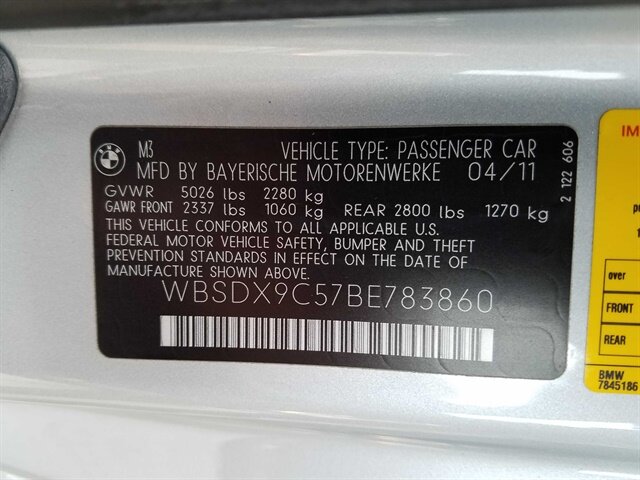 BMW
M3 VEHICLE TYPE: PASSENGER CAR
MFD BY BAYERISCHE MOTORENWERKE 04/11
GVWR 5026 lbs 2280 kg
GAWR FRONT 2337 lbs 1060 kg REAR 2800 lbs 1270 kg
THIS VEHICLE CONFORMS TO ALL APPLICABLE U.S.
FEDERAL MOTOR VEHICLE SAFETY, BUMPER AND THEFT
PREVENTION STANDARDS IN EFFECT ON THE DATE OF
MANUFACTURE SHOWN ABOVE.
WBSDX9C57BE783860
2 122 606
over
FRONT
REAR
BMW
7845186